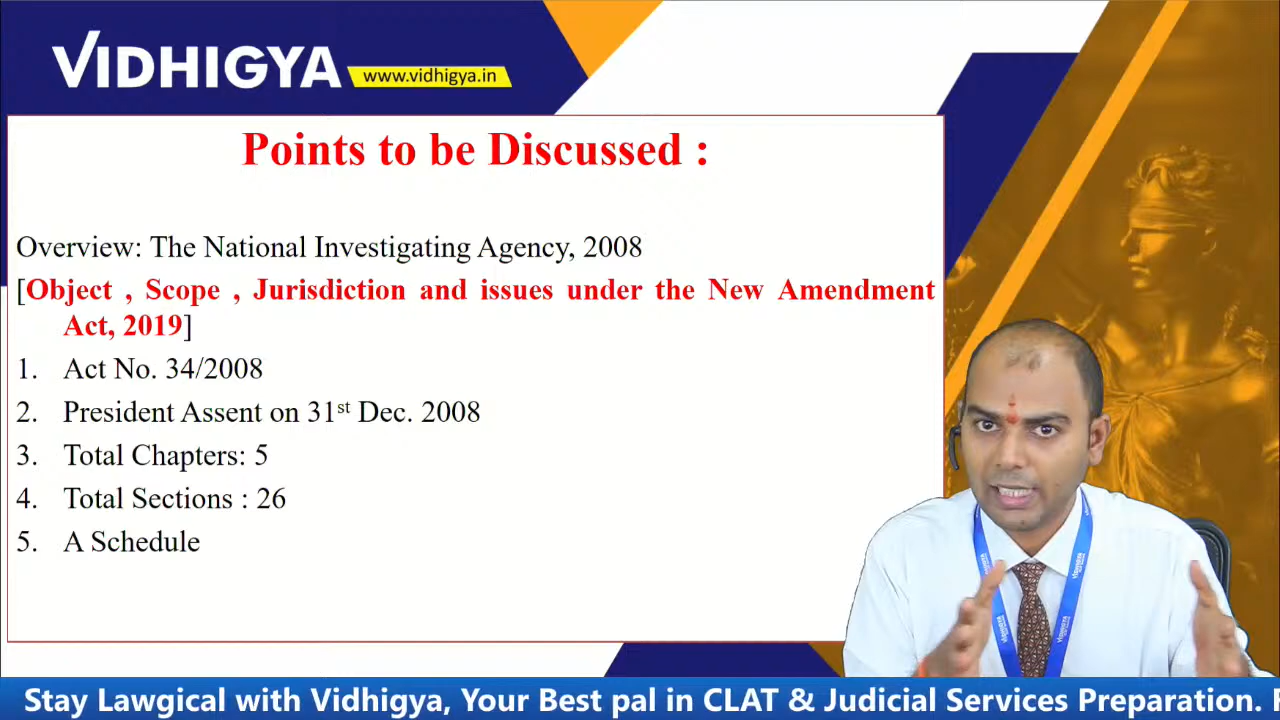 VIDHIGYA
www.vidhigya.in
Points to be Discussed :
Overview: The National Investigating Agency, 2008
[Object , Scope , Jurisdiction and issues under the New Amendment
Act, 2019]
1. Act No. 34/2008
2. President Assent on 31st Dec. 2008
3. Total Chapters: 5
4. Total Sections : 26
5. A Schedule
VIDHIGYA
VIDHIGYA
VIDHIGYA
Stay Lawgical with Vidhigya, Your Best pal in CLAT & Judicial Services Preparation.